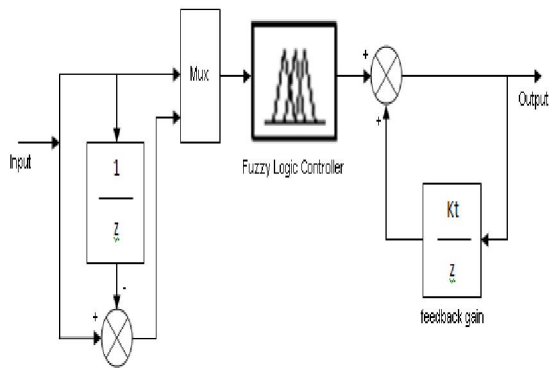 Mux
+
Output
Input
1
z
Fuzzy Logic Controller
+
Kt
z
-
+
feedback gain